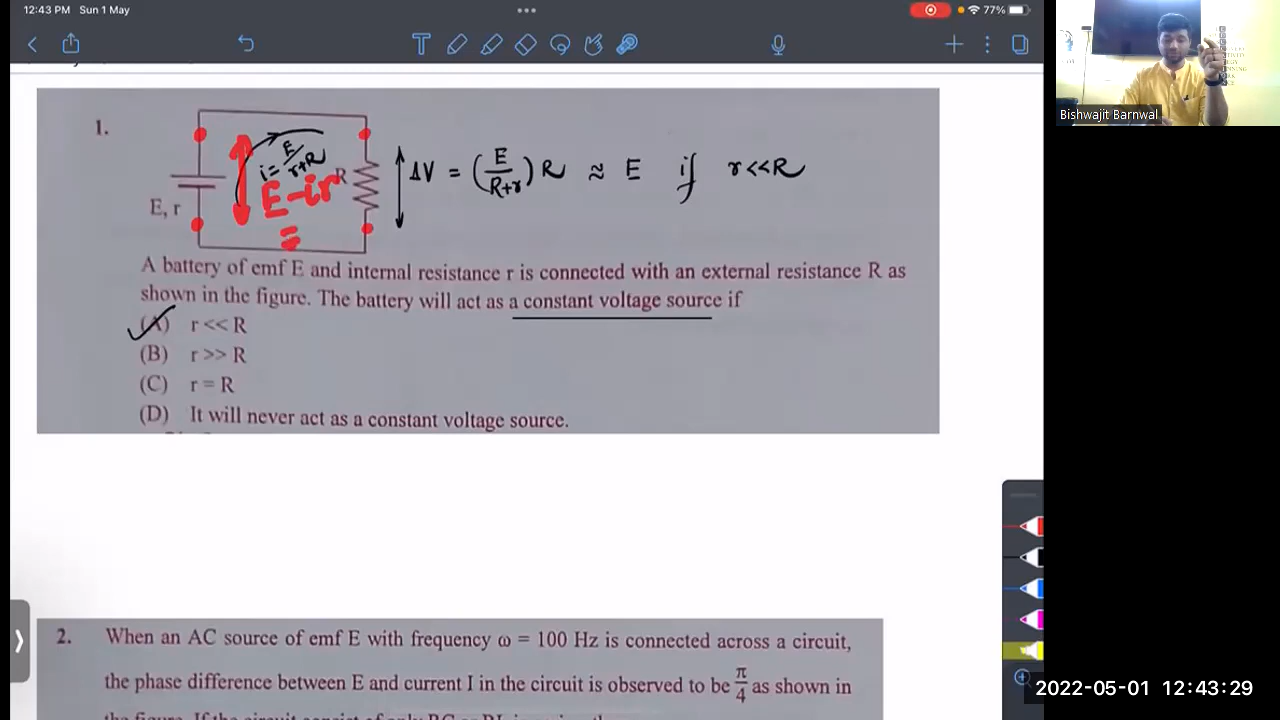 12:43 PM Sun 1 May
77%
Bishwajit Barnwal
1.
E, r
R
i = E/r+R
E - ir
ΔV = (E/R+r) R ≈ E if r<<R
A battery of emf E and internal resistance r is connected with an external resistance R as
shown in the figure. The battery will act as a constant voltage source if
(A) r << R
(B) r >> R
(C) r = R
(D) It will never act as a constant voltage source.
2. When an AC source of emf E with frequency ω = 100 Hz is connected across a circuit,
the phase difference between E and current I in the circuit is observed to be π/4 as shown in
2022-05-01 12:43:29